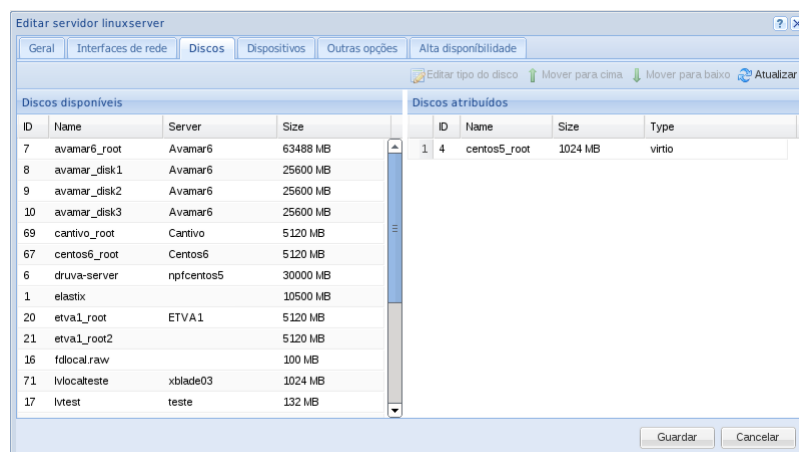 Editar servidor linuxserver
Geral Interfaces de rede Discos Dispositivos Outras opções Alta disponíbilidade
Editar tipo do disco Mover para cima Mover para baixo Atualizar
Discos disponíveis
ID Name Server Size
7 avamar6_root Avamar6 63488 MB
8 avamar_disk1 Avamar6 25600 MB
9 avamar_disk2 Avamar6 25600 MB
10 avamar_disk3 Avamar6 25600 MB
69 cantivo_root Cantivo 5120 MB
67 centos6_root Centos6 5120 MB
6 druva-server npfcentos5 30000 MB
1 elastix 10500 MB
20 etva1_root ETVA1 5120 MB
21 etva1_root2 5120 MB
16 fdlocal.raw 100 MB
71 lvlocalteste xblade03 1024 MB
17 lvtest teste 132 MB
Discos atribuídos
ID Name Size Type
1 4 centos5_root 1024 MB virtio
Guardar Cancelar